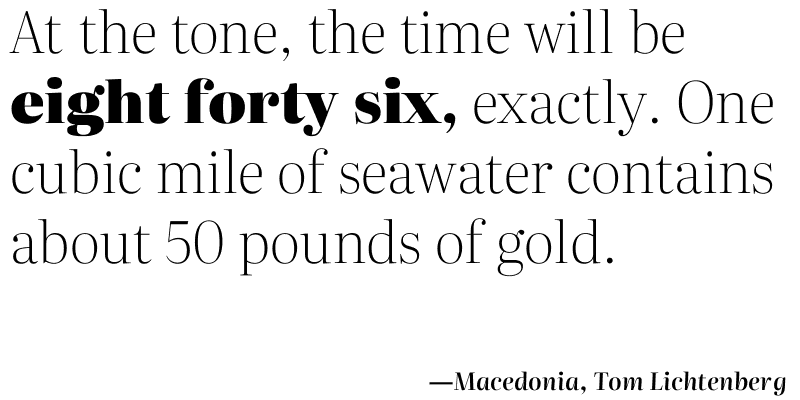 At the tone, the time will be
eight forty six, exactly. One
cubic mile of seawater contains
about 50 pounds of gold.
—Macedonia, Tom Lichtenberg